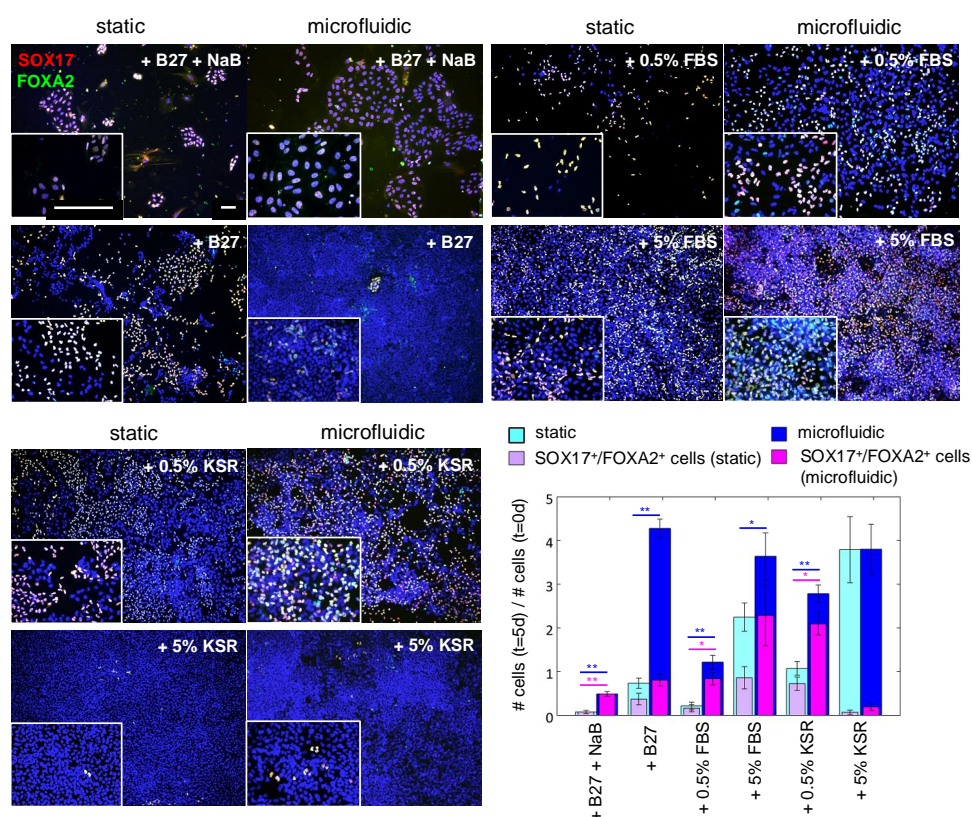 static
microfluidic
static
microfluidic
SOX17
FOXA2
+ B27 + NaB
+ B27 + NaB
+ 0.5% FBS
+ 0.5% FBS
+ B27
+ B27
+ 5% FBS
+ 5% FBS
static
microfluidic
+ 0.5% KSR
+ 0.5% KSR
+ 5% KSR
+ 5% KSR
static
microfluidic
SOX17+/FOXA2+ cells (static)
SOX17+/FOXA2+ cells
(microfluidic)
# cells (t=5d) / # cells (t=0d)
5
4
3
2
1
0
**
**
**
**
*
*
**
*
+ B27 + NaB
+ B27
+ 0.5% FBS
+ 5% FBS
+ 0.5% KSR
+ 5% KSR